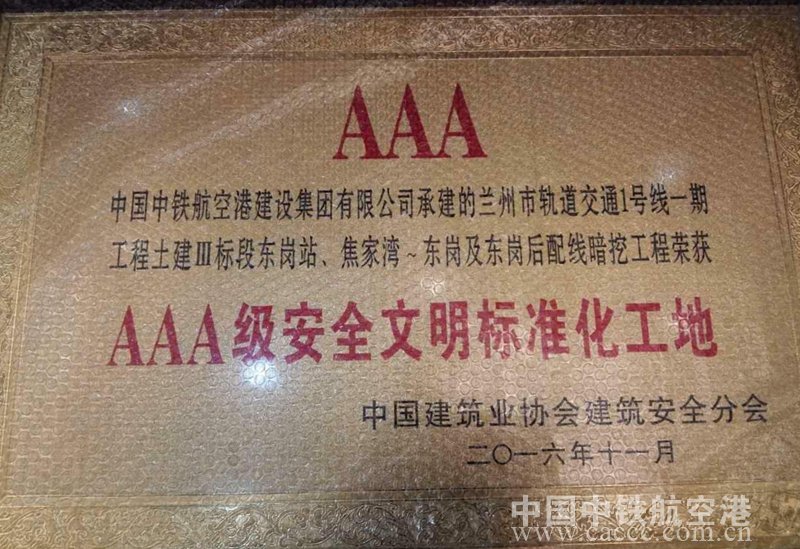 AAA
中国中铁航空港建设集团有限公司承建的兰州市轨道交通1号线一期
工程土建Ⅲ标段东岗站、焦家湾~东岗及东岗后配线暗挖工程荣获
AAA级安全文明标准化工地
中国建筑业协会建筑安全分会
二〇一六年十一月
中国中铁航空港
www.caccc.com.cn